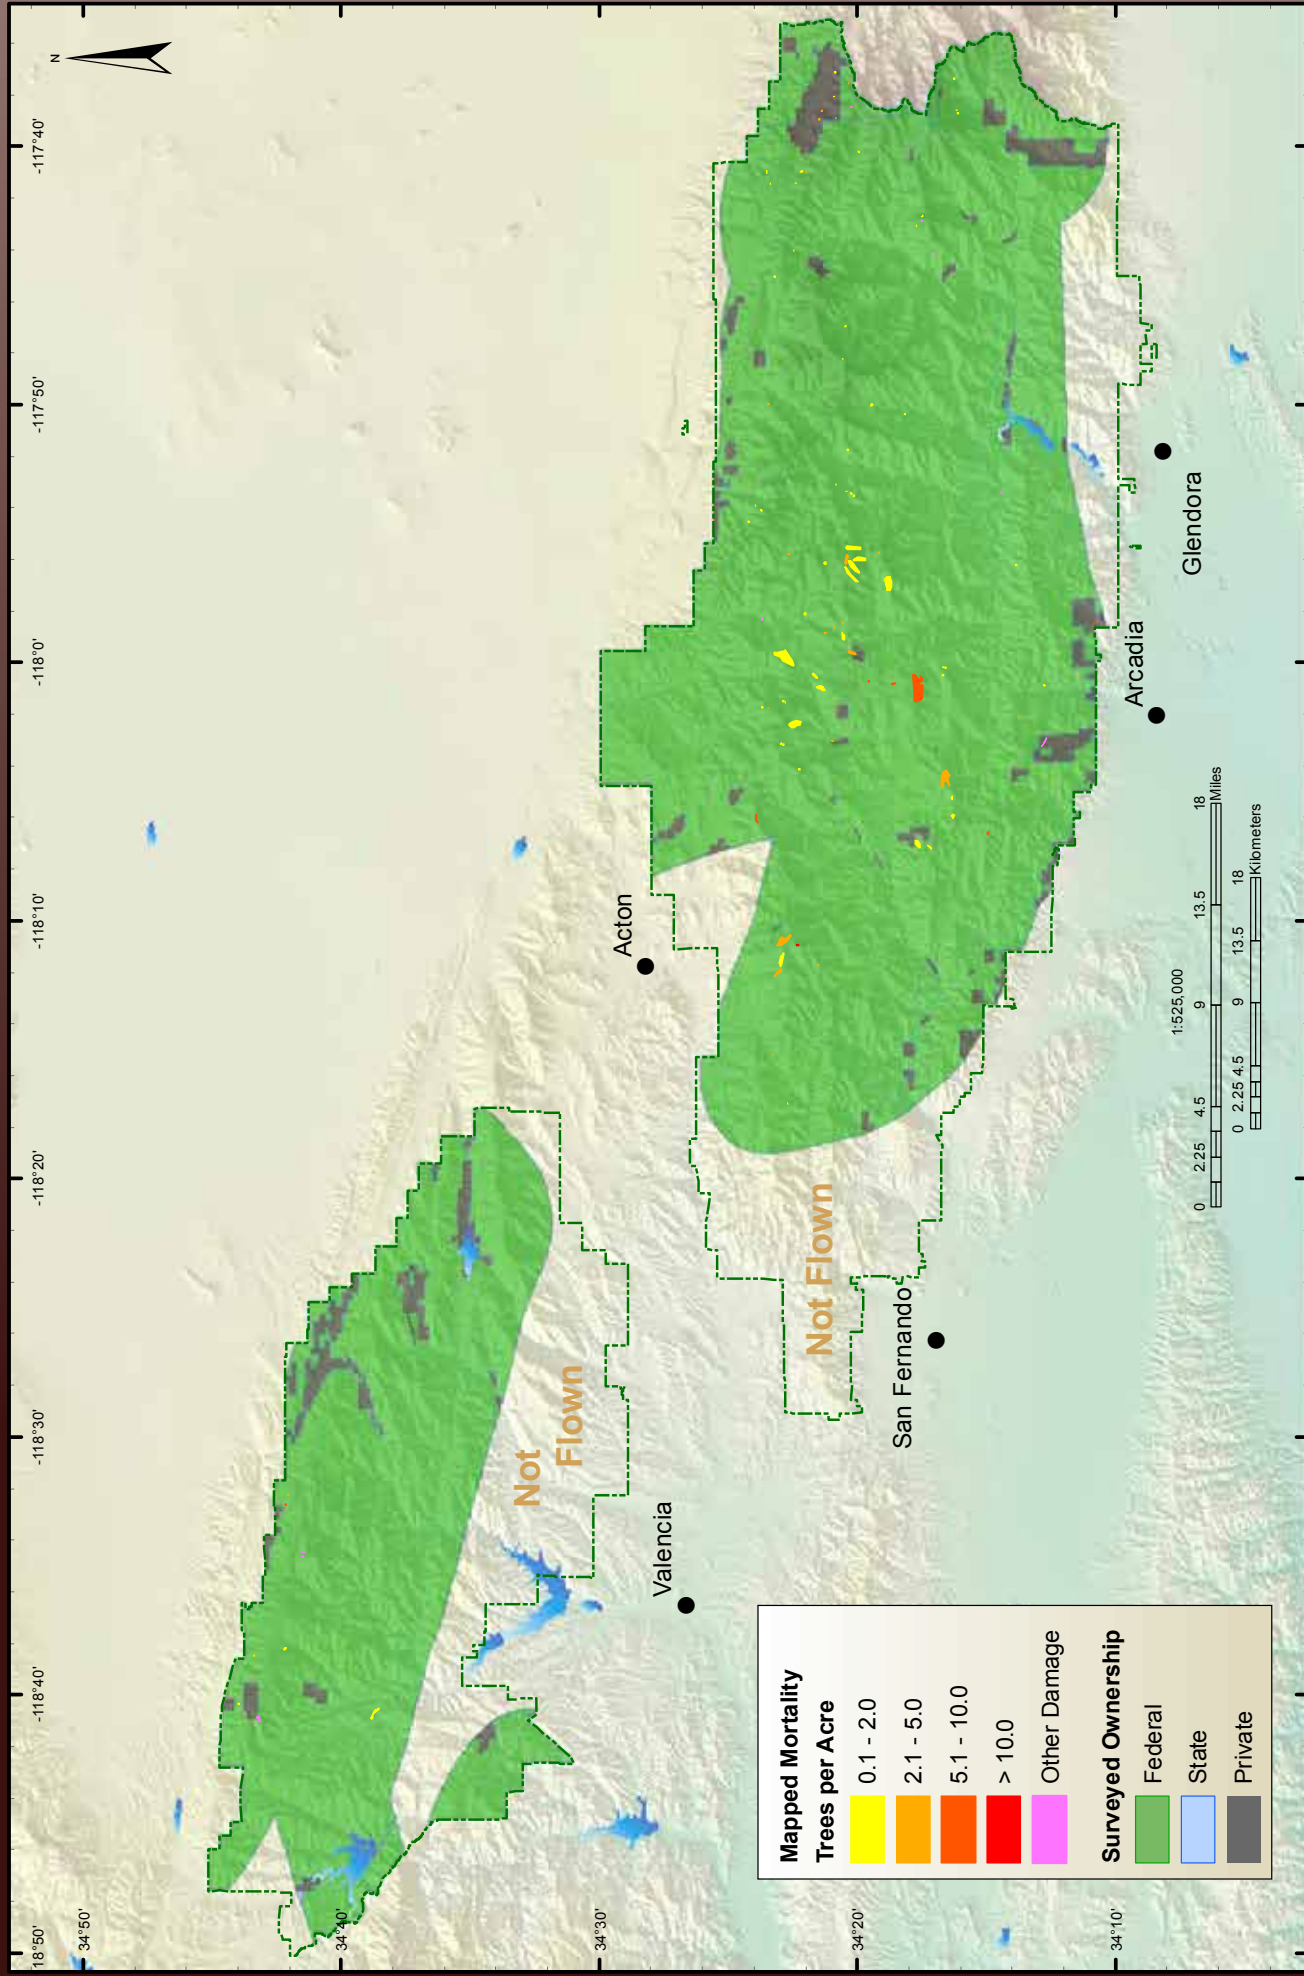 N
-118°50'
-118°40'
-118°30'
-118°20'
-118°10'
-118°0'
-117°50'
-117°40'
34°50'
34°40'
34°30'
34°20'
34°10'
Not
Flown
Not Flown
Valencia
San Fernando
Acton
Arcadia
Glendora
Mapped Mortality
Trees per Acre
0.1 - 2.0
2.1 - 5.0
5.1 - 10.0
> 10.0
Other Damage
Surveyed Ownership
Federal
State
Private
1:525,000
0 2.25 4.5 9 13.5 18
Miles
0 2.25 4.5 9 13.5 18
Kilometers